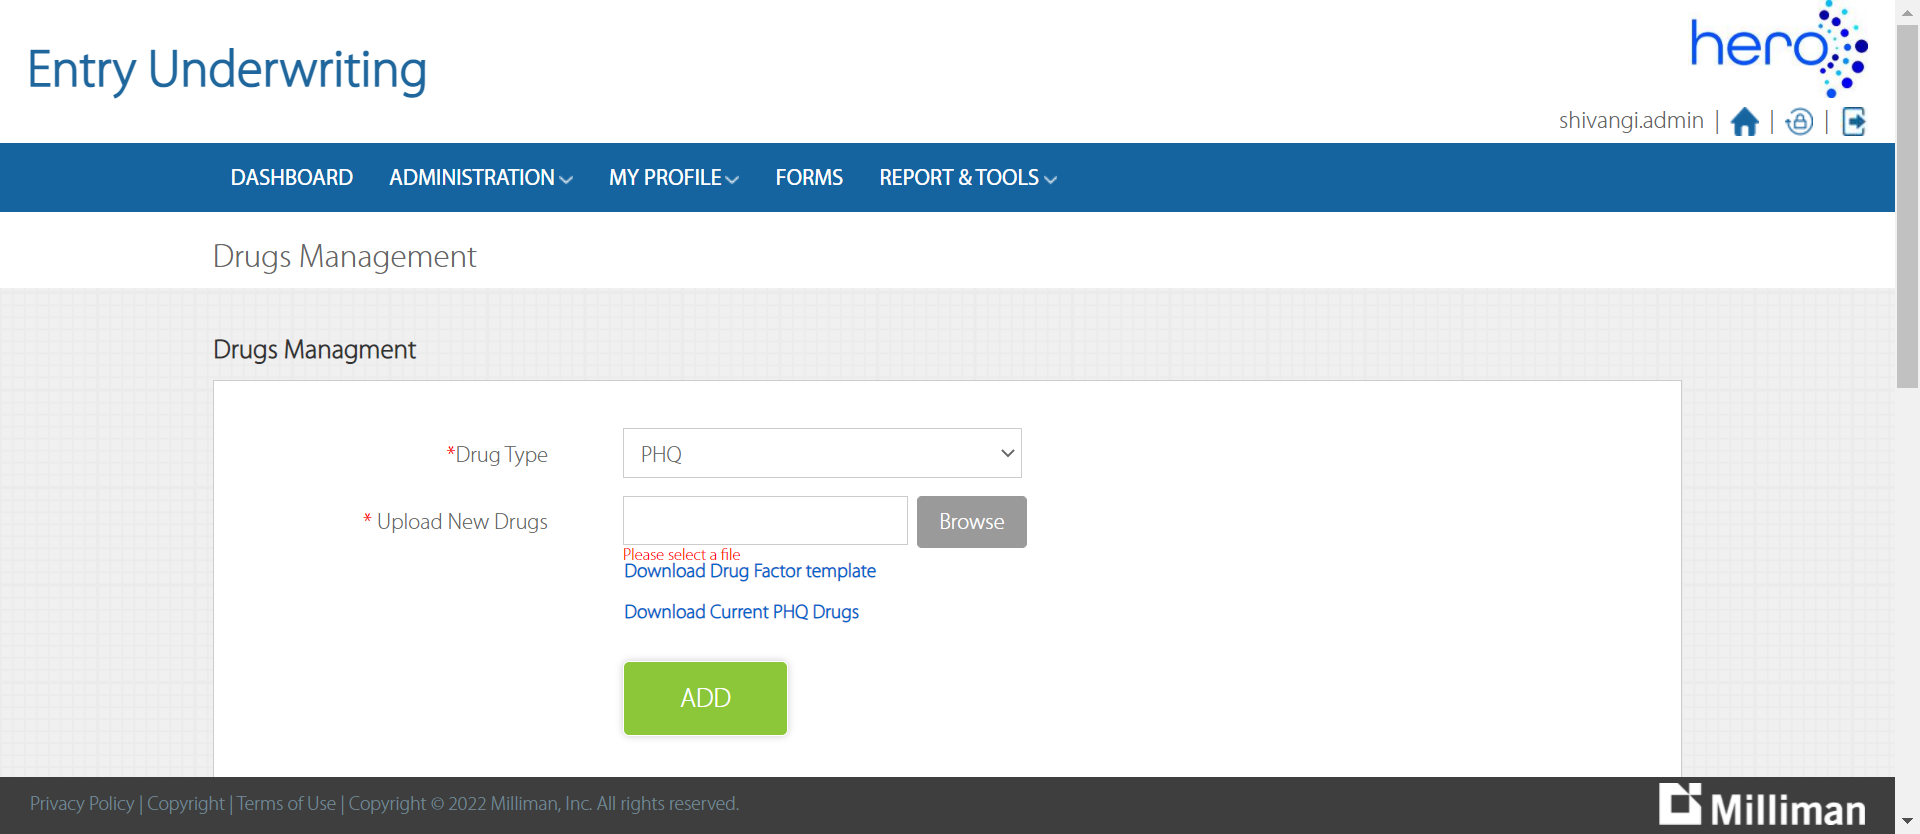 Entry Underwriting
hero
shivangi.admin | | |
DASHBOARD ADMINISTRATION MY PROFILE FORMS REPORT & TOOLS
Drugs Management
Drugs Managment
*Drug Type PHQ
* Upload New Drugs Browse
Please select a file
Download Drug Factor template
Download Current PHQ Drugs
ADD
Privacy Policy | Copyright | Terms of Use | Copyright © 2022 Milliman, Inc. All rights reserved.
Milliman